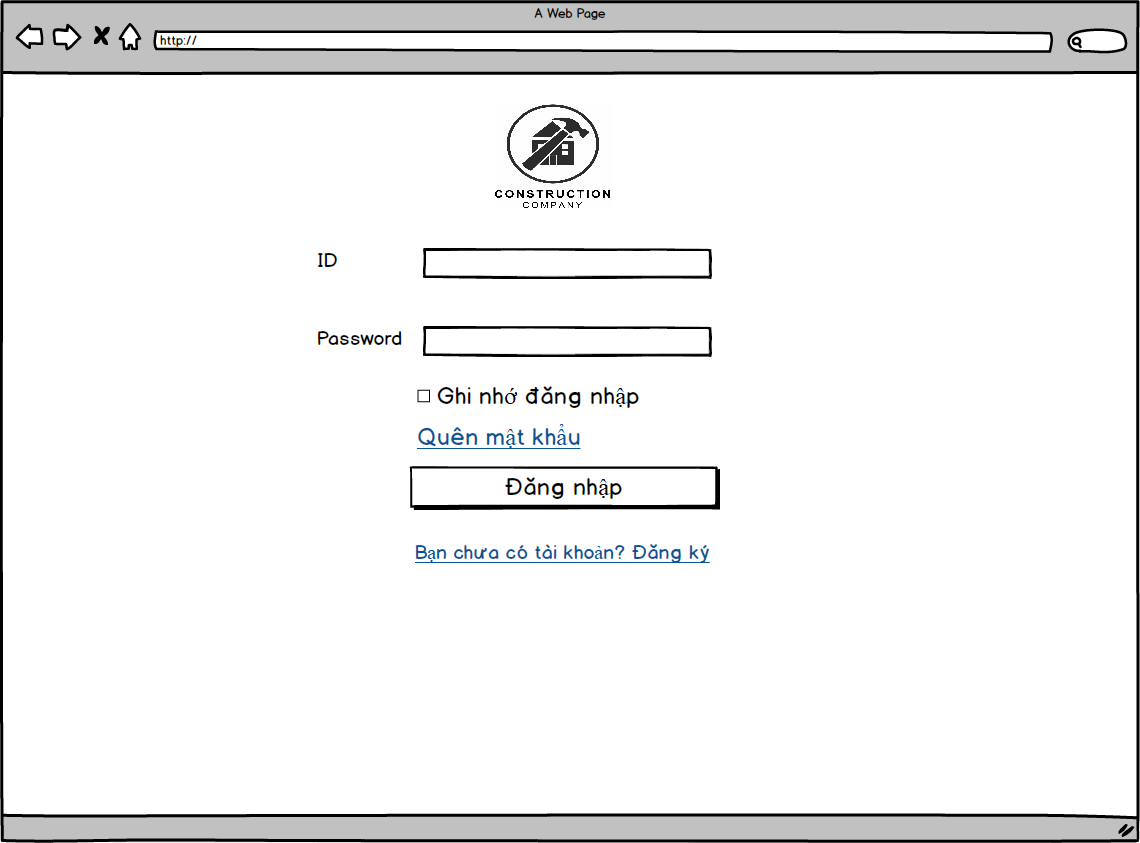 A Web Page
http://
CONSTRUCTION
COMPANY
ID
Password
Ghi nhớ đăng nhập
Quên mật khẩu
Đăng nhập
Bạn chưa có tài khoản? Đăng ký